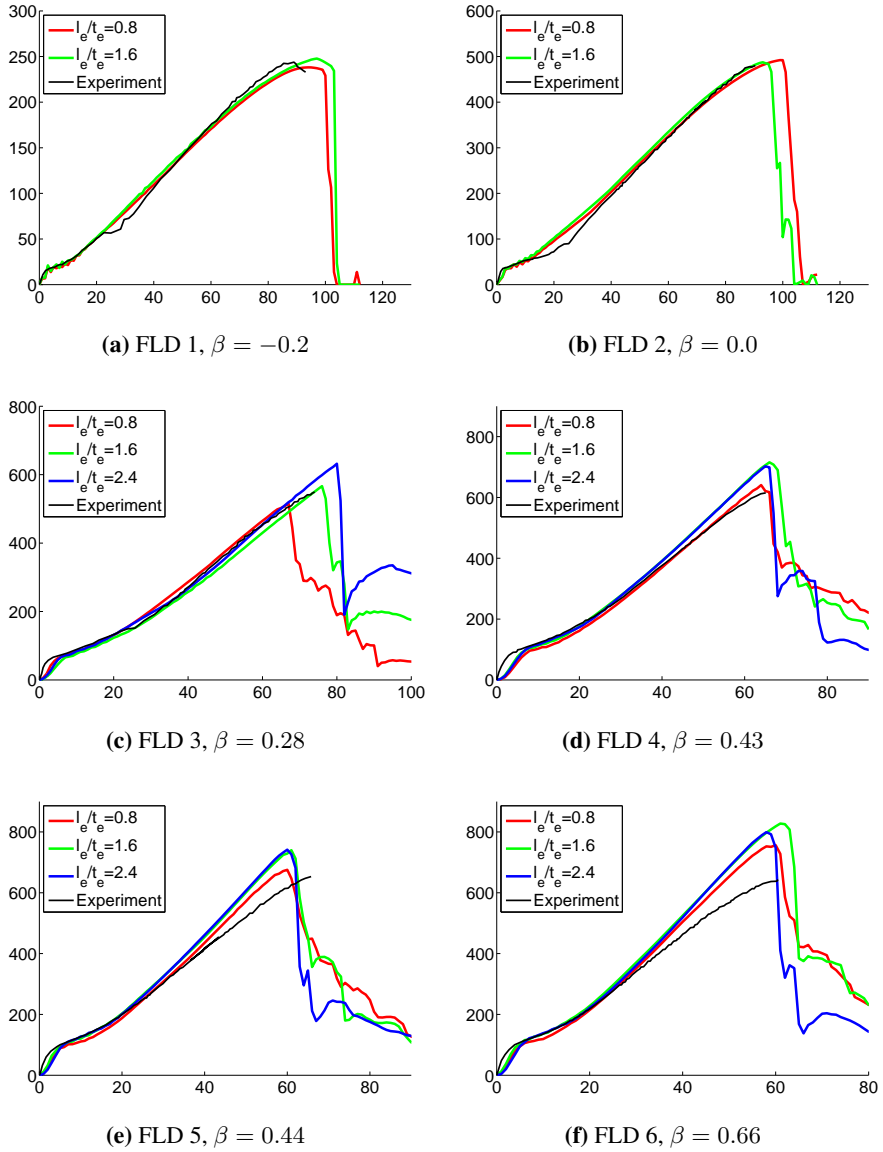 300
250
200
150
100
50
0
0 20 40 60 80 100 120
l_e/t_e=0.8
l_e/t_e=1.6
Experiment
(a) FLD 1, β = −0.2
600
500
400
300
200
100
0
0 20 40 60 80 100 120
l_e/t_e=0.8
l_e/t_e=1.6
Experiment
(b) FLD 2, β = 0.0
800
600
400
200
0
0 20 40 60 80 100
l_e/t_e=0.8
l_e/t_e=1.6
l_e/t_e=2.4
Experiment
(c) FLD 3, β = 0.28
800
600
400
200
0
0 20 40 60 80
l_e/t_e=0.8
l_e/t_e=1.6
l_e/t_e=2.4
Experiment
(d) FLD 4, β = 0.43
800
600
400
200
0
0 20 40 60 80
l_e/t_e=0.8
l_e/t_e=1.6
l_e/t_e=2.4
Experiment
(e) FLD 5, β = 0.44
800
600
400
200
0
0 20 40 60 80
l_e/t_e=0.8
l_e/t_e=1.6
l_e/t_e=2.4
Experiment
(f) FLD 6, β = 0.66